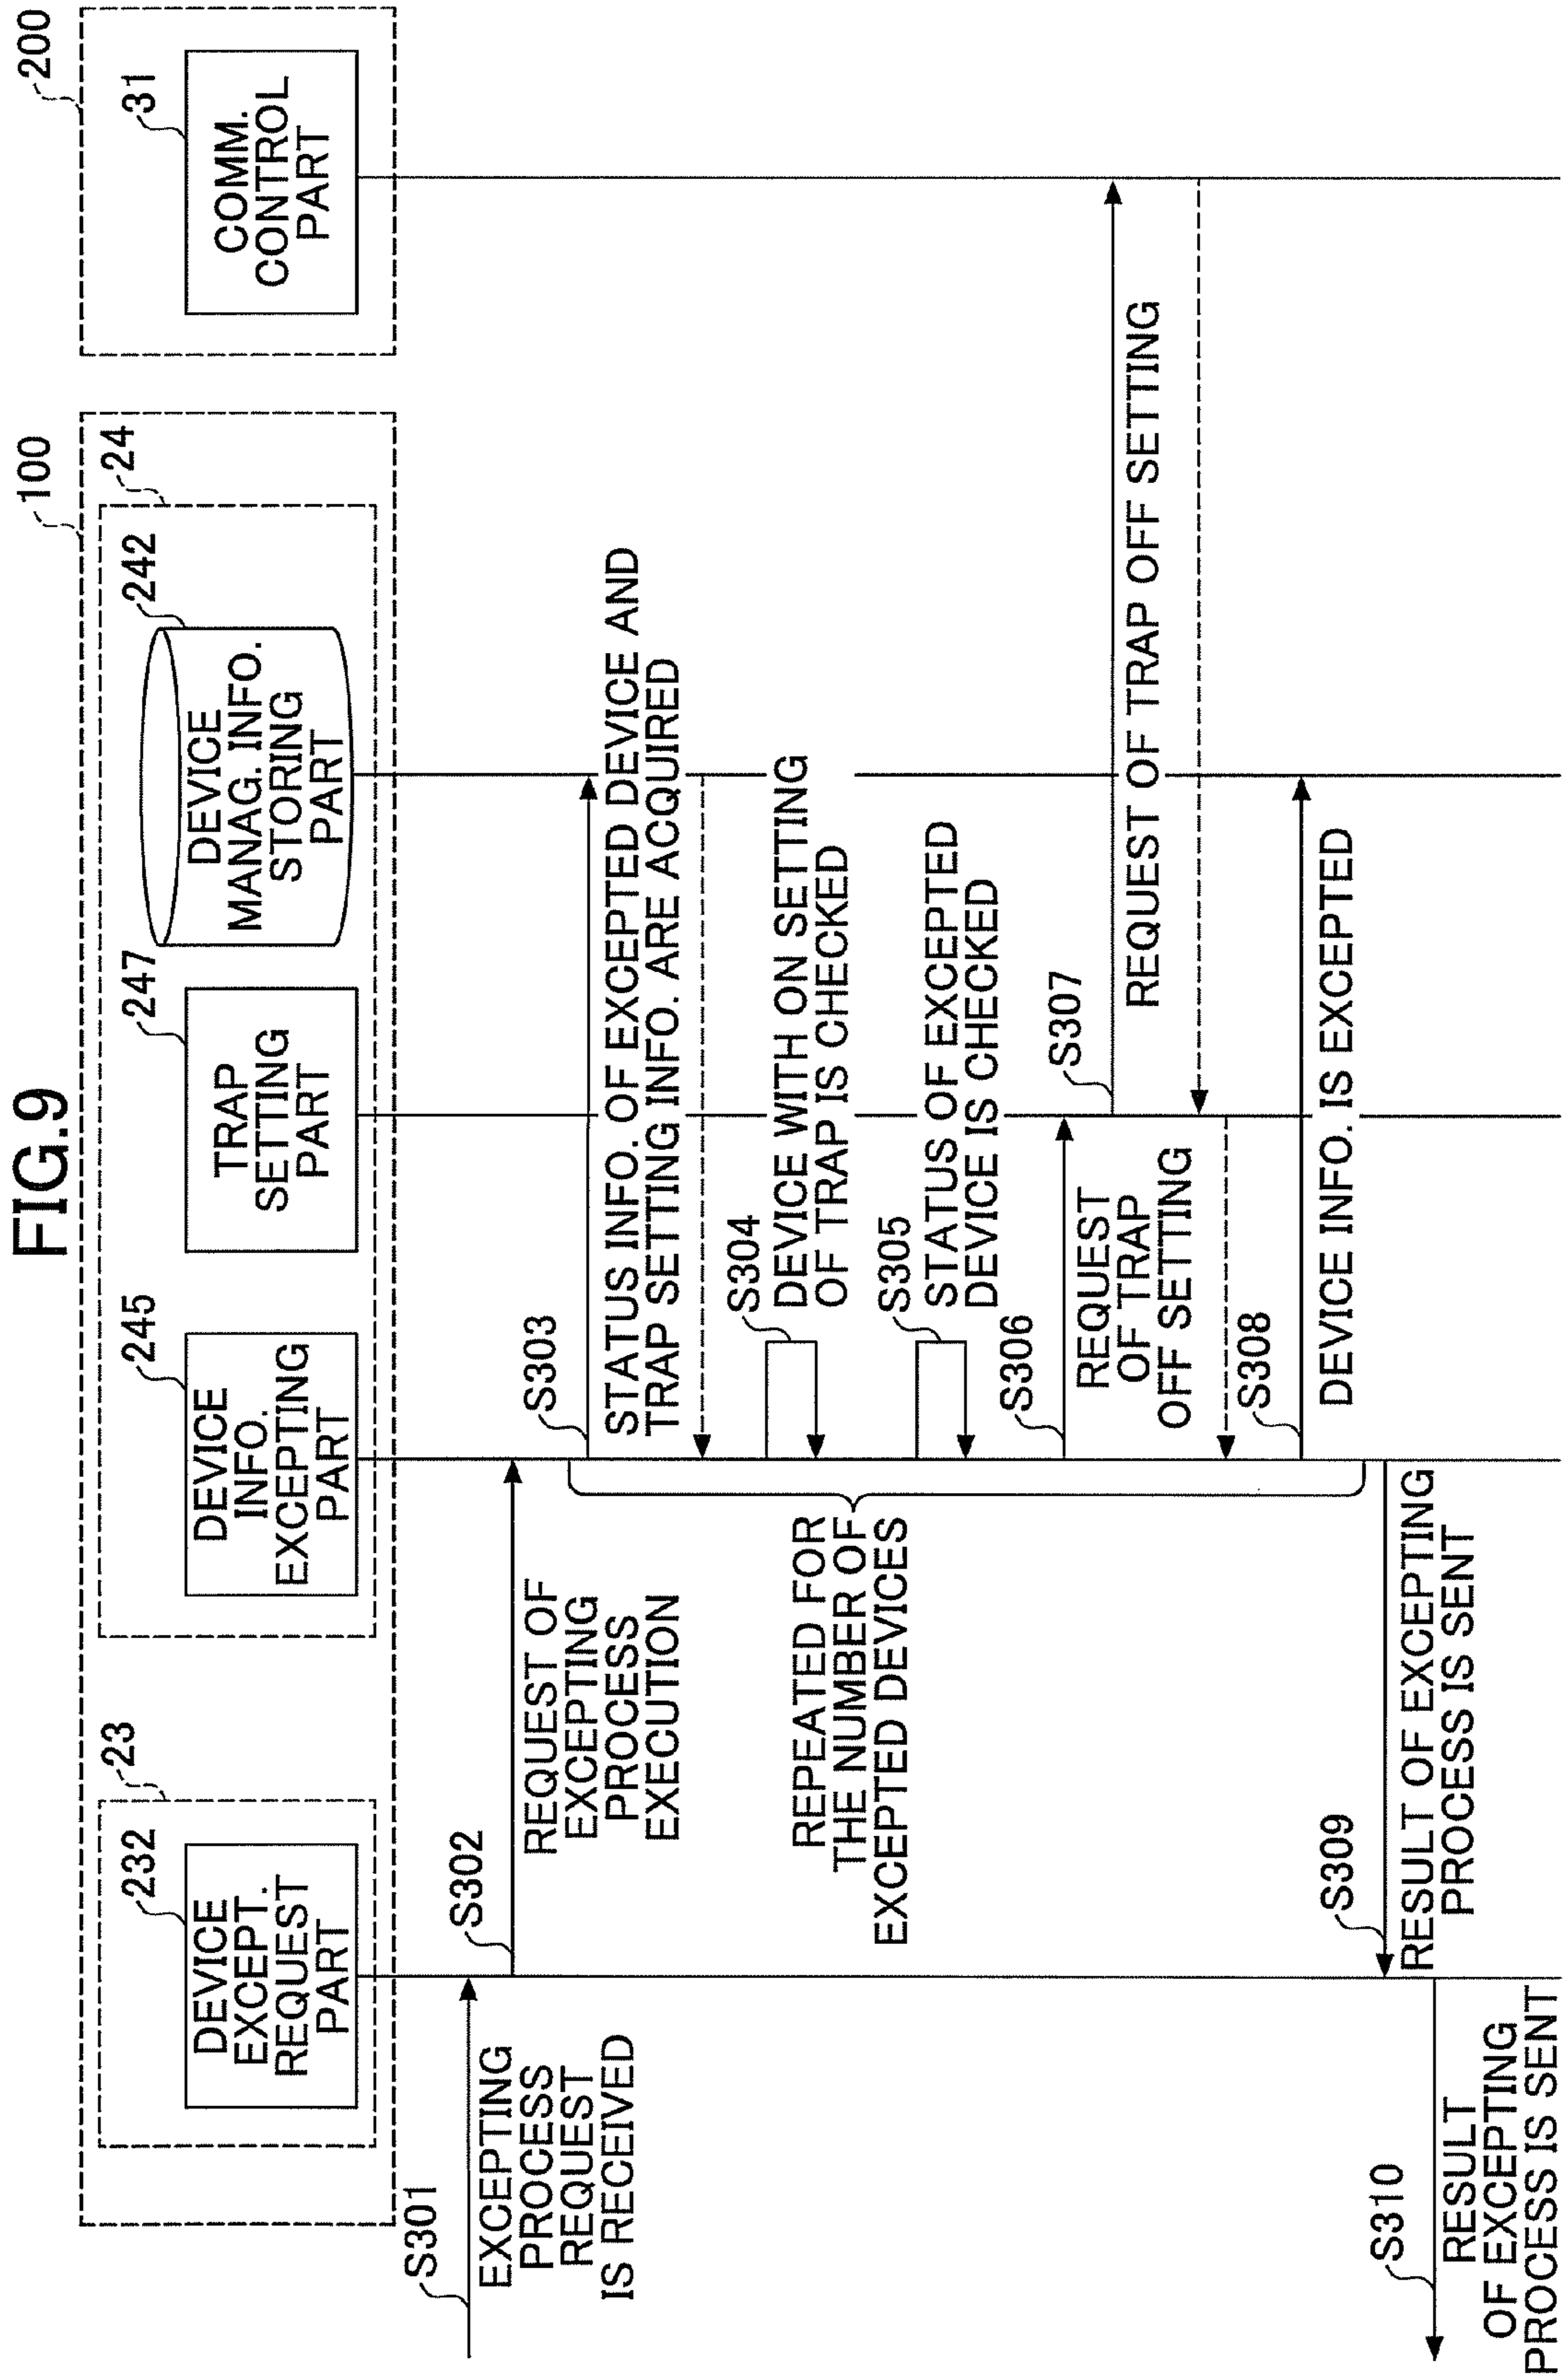 FIG.9
100
200
23
24
232
DEVICE
EXCEPT.
REQUEST
PART
245
DEVICE
INFO.
EXCEPTING
PART
247
TRAP
SETTING
PART
242
DEVICE
MANAG. INFO.
STORING
PART
31
COMM.
CONTROL
PART
S301
EXCEPTING
PROCESS
REQUEST
IS RECEIVED
S302
REQUEST OF
EXCEPTING
PROCESS
EXECUTION
S303
STATUS INFO. OF EXCEPTED DEVICE AND
TRAP SETTING INFO. ARE ACQUIRED
S304
DEVICE WITH ON SETTING
OF TRAP IS CHECKED
S305
STATUS OF EXCEPTED
DEVICE IS CHECKED
REPEATED FOR
THE NUMBER OF
EXCEPTED DEVICES
S306
REQUEST
OF TRAP
OFF SETTING
S307
REQUEST OF TRAP OFF SETTING
S308
DEVICE INFO. IS EXCEPTED
S309
RESULT OF EXCEPTING
PROCESS IS SENT
S310
RESULT
OF EXCEPTING
PROCESS IS SENT